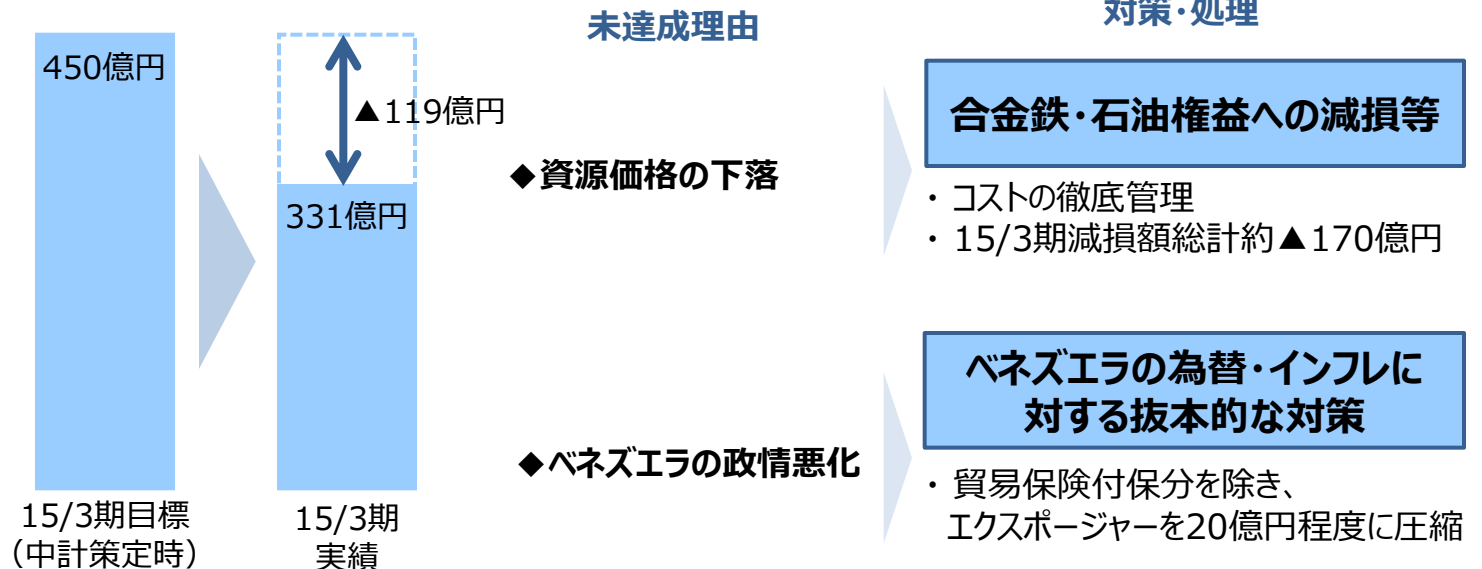 未達成理由
対策・処理
450億円
▲119億円
331億円
15/3期目標
（中計策定時）
15/3期
実績
◆資源価格の下落
合金鉄・石油権益への減損等
・ コストの徹底管理
・ 15/3期減損額総計約▲170億円
◆ベネズエラの政情悪化
ベネズエラの為替・インフレに
対する抜本的な対策
・ 貿易保険付保分を除き、
エクスポージャーを20億円程度に圧縮